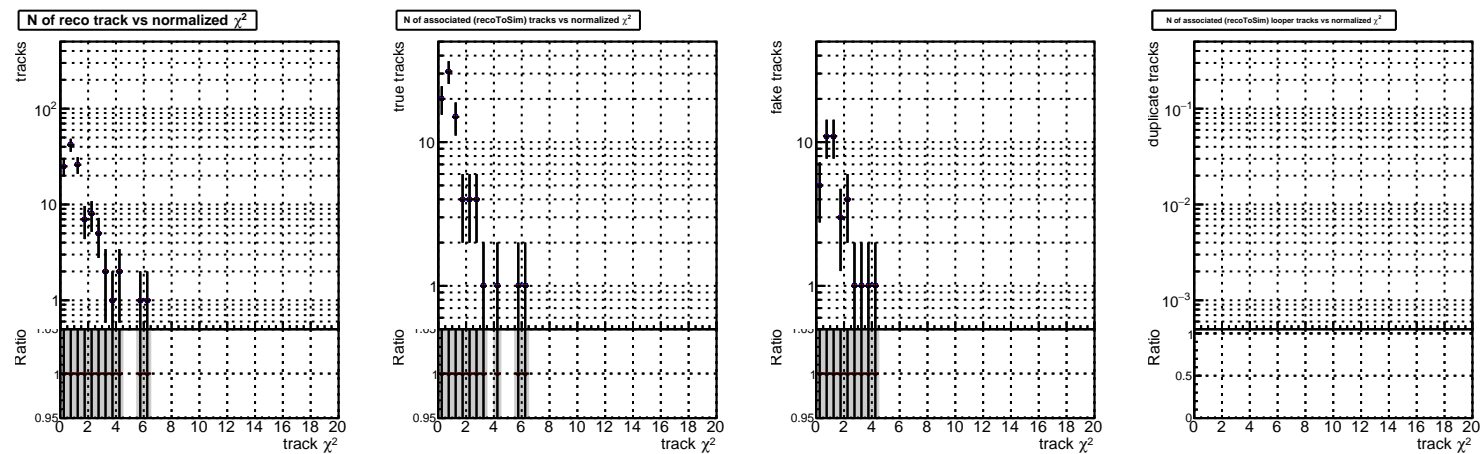 N of reco track vs normalized χ²
tracks
10²
10
1
Ratio
1.05
1
0.95
0 2 4 6 8 10 12 14 16 18 20
track χ²
N of associated (recoToSim) tracks vs normalized χ²
true tracks
10
1
Ratio
1.05
1
0.95
0 2 4 6 8 10 12 14 16 18 20
track χ²
fake tracks
10
1
Ratio
1.05
1
0.95
0 2 4 6 8 10 12 14 16 18 20
track χ²
N of associated (recoToSim) looper tracks vs normalized χ²
duplicate tracks
10⁻¹
10⁻²
10⁻³
Ratio
1
0.5
0
0 2 4 6 8 10 12 14 16 18 20
track χ²